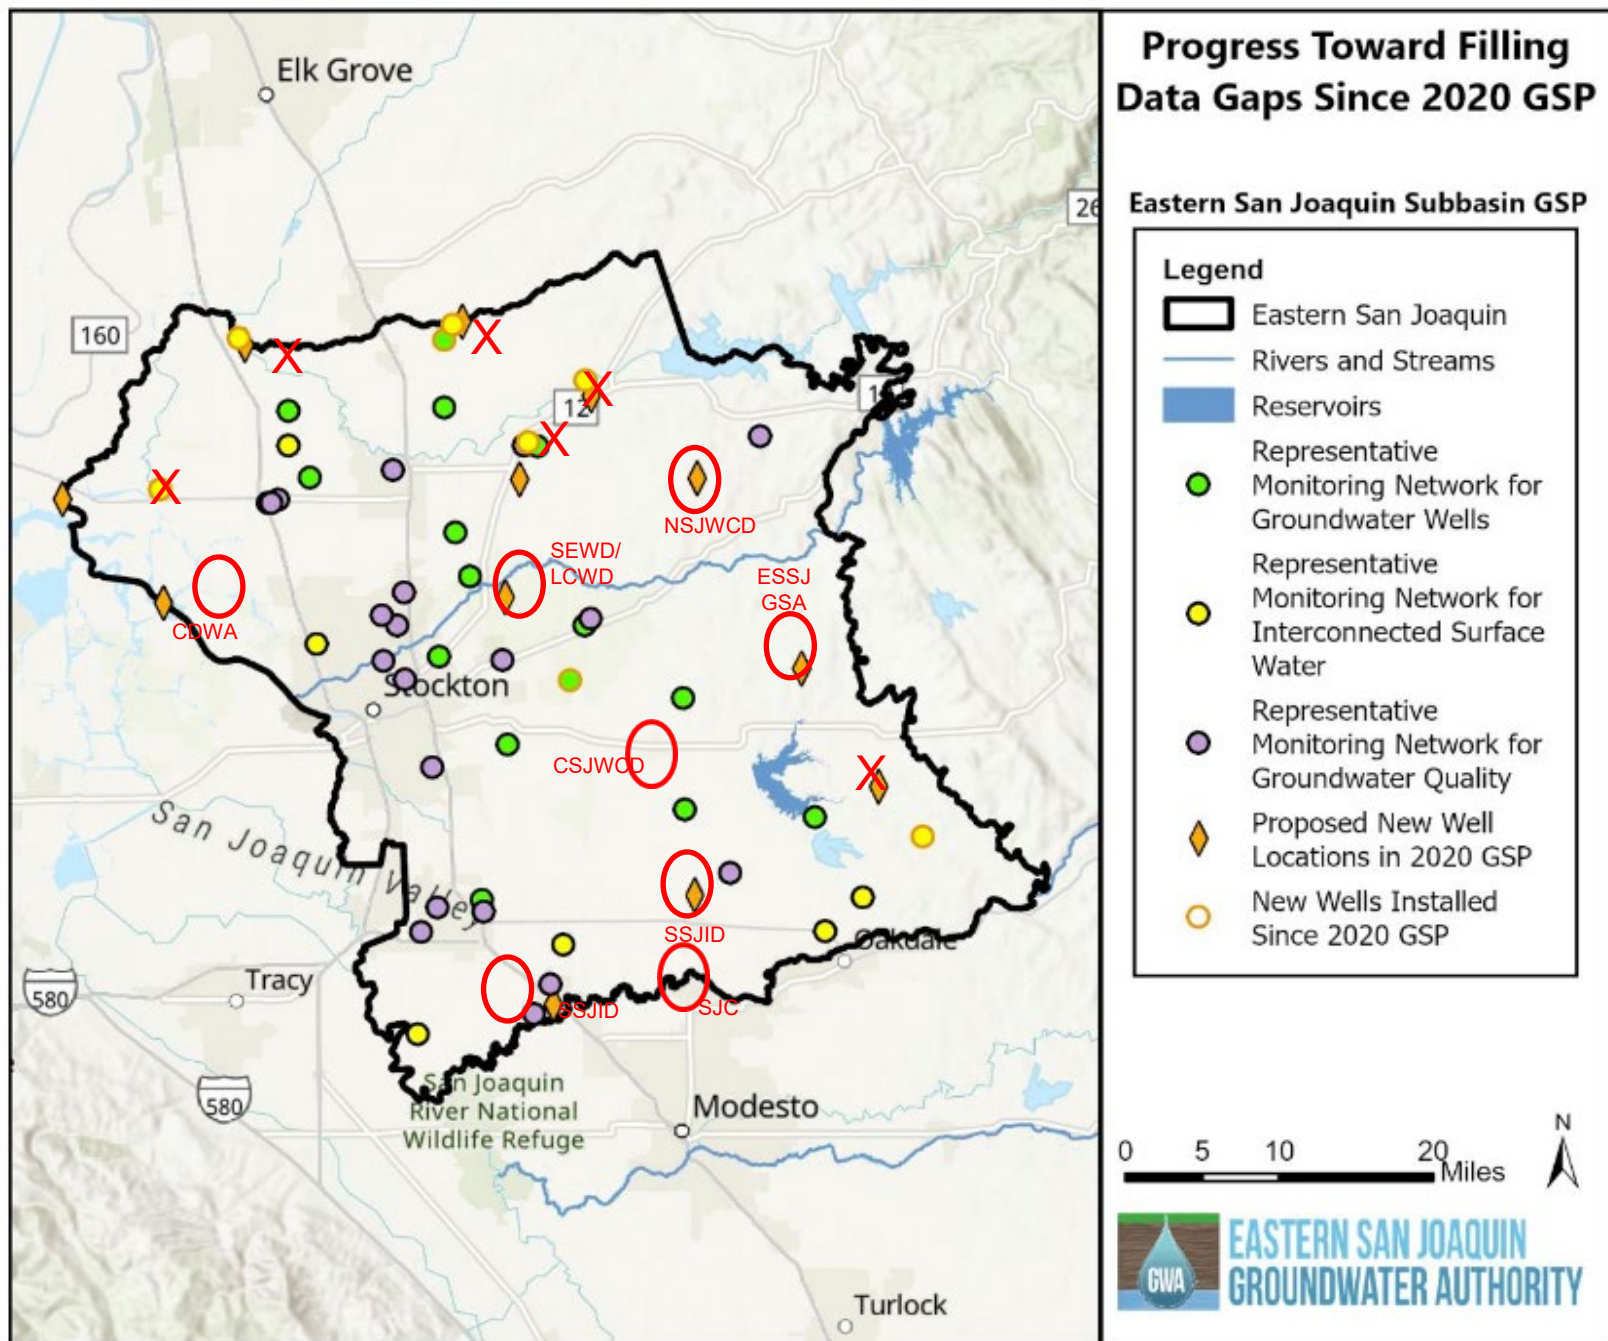 Progress Toward Filling
Data Gaps Since 2020 GSP
Eastern San Joaquin Subbasin GSP
Legend
Eastern San Joaquin
Rivers and Streams
Reservoirs
Representative
Monitoring Network for
Groundwater Wells
Representative
Monitoring Network for
Interconnected Surface
Water
Representative
Monitoring Network for
Groundwater Quality
Proposed New Well
Locations in 2020 GSP
New Wells Installed
Since 2020 GSP
0 5 10 20
Miles
N
GWA
EASTERN SAN JOAQUIN
GROUNDWATER AUTHORITY
Elk Grove
26
160
X
X
X
12
X
X
NSJWCD
SEWD/
LCWD
ESSJ
GSA
CDWA
Stockton
CSJWCD
X
San Joaquin Valley
SSJID
Oakdale
580
Tracy
SSJID
SJC
580
San Joaquin
River National
Wildlife Refuge
Modesto
Turlock